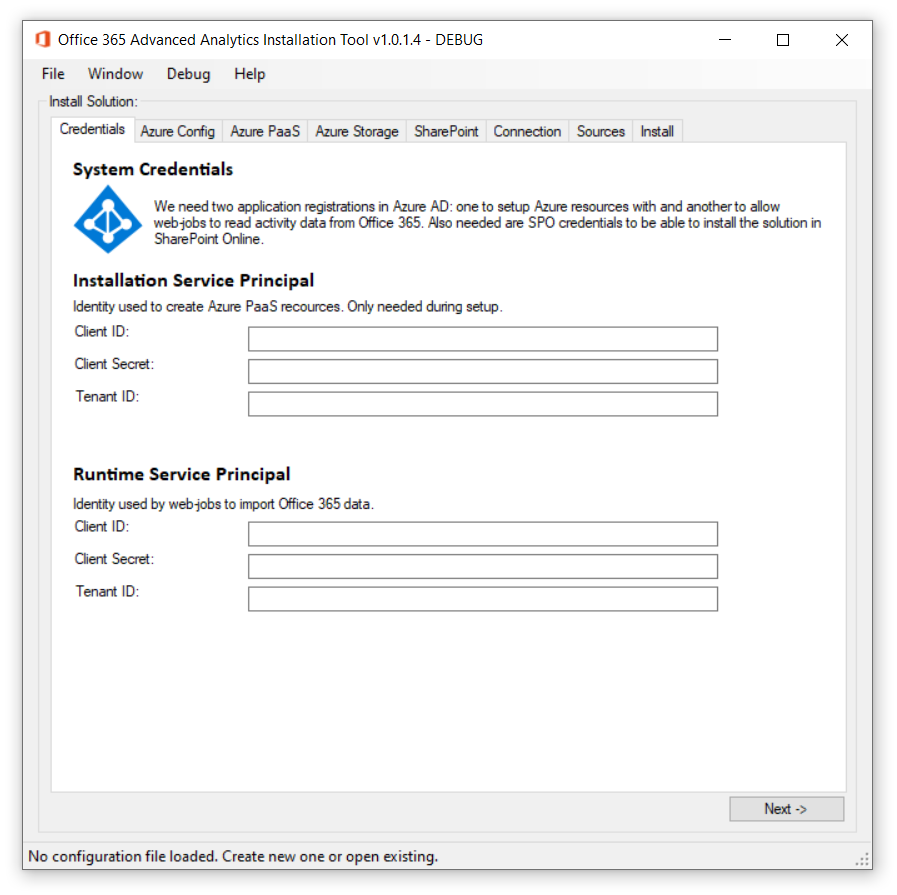 Office 365 Advanced Analytics Installation Tool v1.0.1.4 - DEBUG
File Window Debug Help
Install Solution:
Credentials Azure Config Azure PaaS Azure Storage SharePoint Connection Sources Install
System Credentials
We need two application registrations in Azure AD: one to setup Azure resources with and another to allow
web-jobs to read activity data from Office 365. Also needed are SPO credentials to be able to install the solution in
SharePoint Online.
Installation Service Principal
Identity used to create Azure PaaS recources. Only needed during setup.
Client ID:
Client Secret:
Tenant ID:
Runtime Service Principal
Identity used by web-jobs to import Office 365 data.
Client ID:
Client Secret:
Tenant ID:
Next ->
No configuration file loaded. Create new one or open existing.